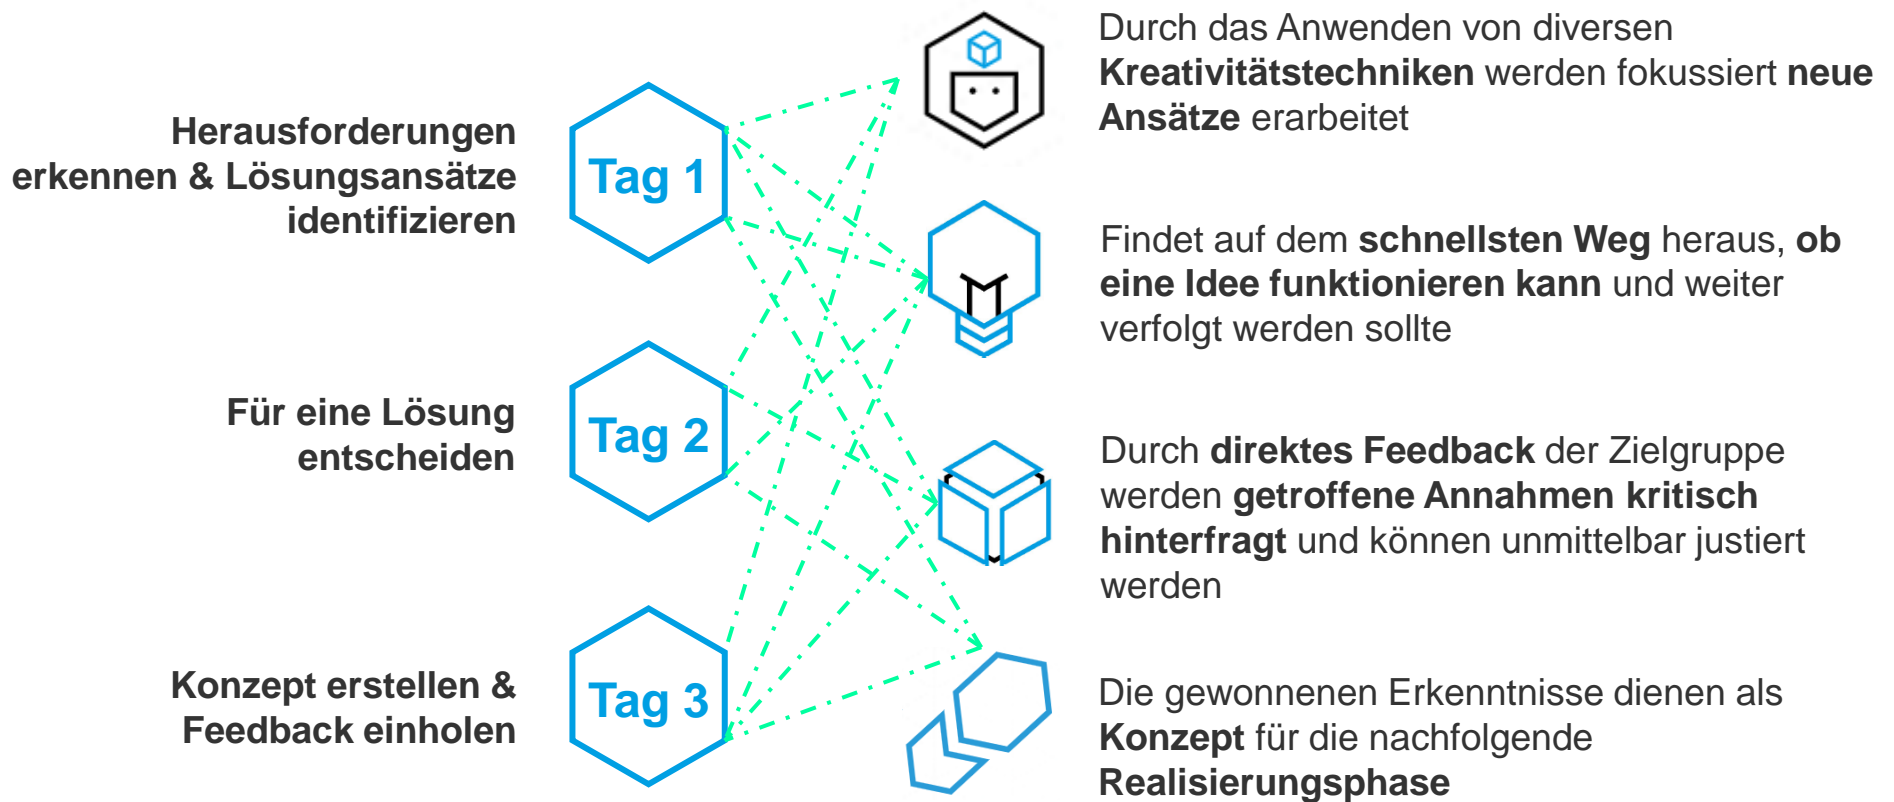 Herausforderungen
erkennen & Lösungsansätze
identifizieren
Tag 1
Für eine Lösung
entscheiden
Tag 2
Konzept erstellen &
Feedback einholen
Tag 3
Durch das Anwenden von diversen
Kreativitätstechniken werden fokussiert neue
Ansätze erarbeitet
Findet auf dem schnellsten Weg heraus, ob
eine Idee funktionieren kann und weiter
verfolgt werden sollte
Durch direktes Feedback der Zielgruppe
werden getroffene Annahmen kritisch
hinterfragt und können unmittelbar justiert
werden
Die gewonnenen Erkenntnisse dienen als
Konzept für die nachfolgende
Realisierungsphase